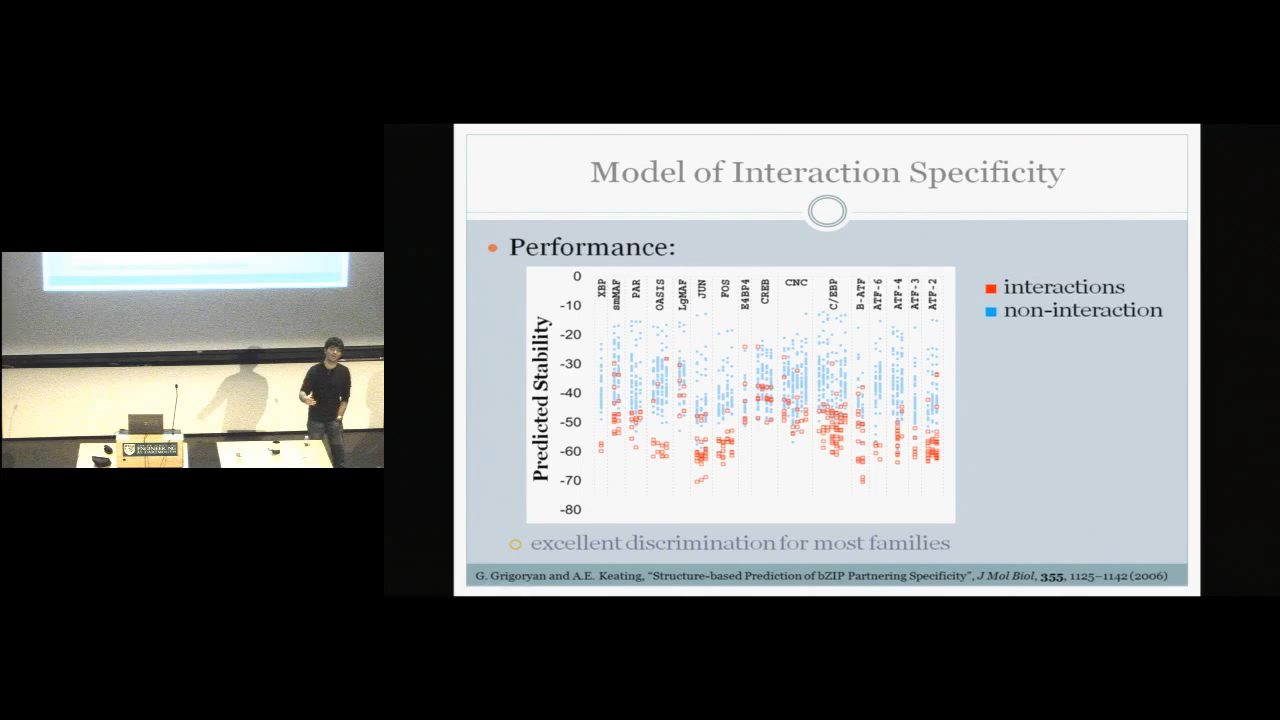 Model of Interaction Specificity
Performance:
Predicted Stability
0
-10
-20
-30
-40
-50
-60
-70
-80
XBP
smMAF
PAR
OASIS
LgMAF
JUN
FOS
E4BP4
CREB
CNC
C/EBP
B-ATF
ATF-6
ATF-4
ATF-3
ATF-2
interactions
non-interaction
excellent discrimination for most families
G. Grigoryan and A.E. Keating, “Structure-based Prediction of bZIP Partnering Specificity”, J Mol Biol, 355, 1125–1142 (2006)
ENGINEERING